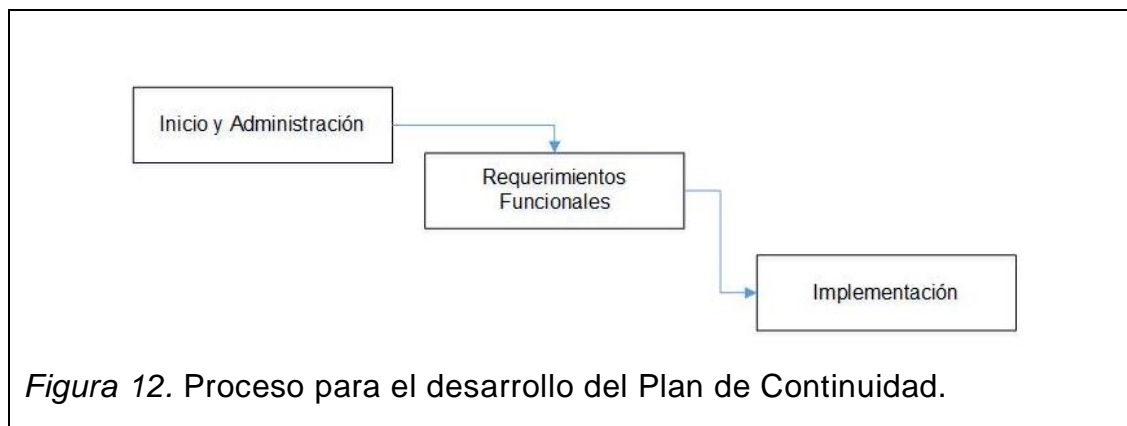 Inicio y Administración
Requerimientos
Funcionales
Implementación
Figura 12. Proceso para el desarrollo del Plan de Continuidad.